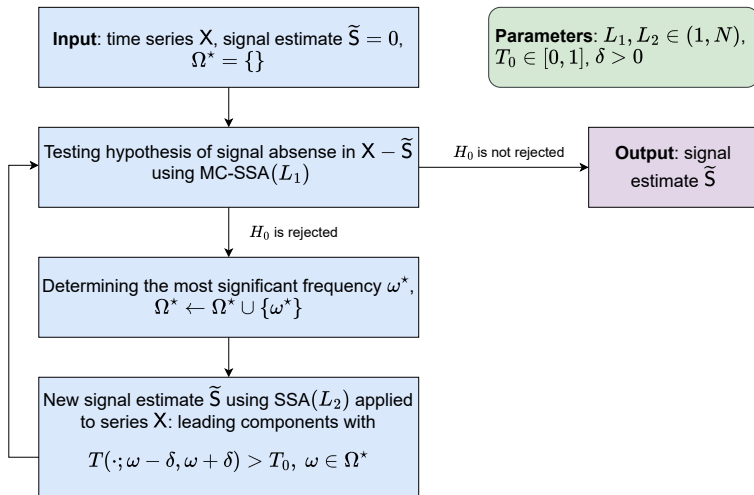 Input: time series X, signal estimate S̃ = 0,
Ω⋆ = {}
Parameters: L₁, L₂ ∈ (1, N),
T₀ ∈ [0, 1], δ > 0
Testing hypothesis of signal absence in X − S̃
using MC-SSA(L₁)
H₀ is not rejected
Output: signal
estimate S̃
H₀ is rejected
Determining the most significant frequency ω⋆,
Ω⋆ ← Ω⋆ ∪ {ω⋆}
New signal estimate S̃ using SSA(L₂) applied
to series X: leading components with
T(·; ω − δ, ω + δ) > T₀, ω ∈ Ω⋆